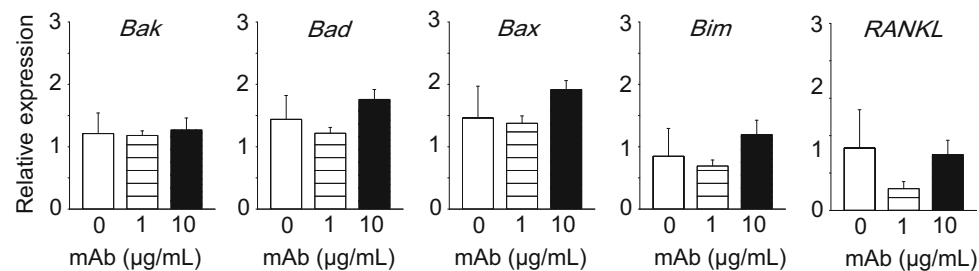 Relative expression
Bak Bad Bax Bim RANKL
3 3 3 3 3
2 2 2 2 2
1 1 1 1 1
0 0 0 0 0
0 1 10 0 1 10 0 1 10 0 1 10 0 1 10
mAb (µg/mL) mAb (µg/mL) mAb (µg/mL) mAb (µg/mL) mAb (µg/mL)